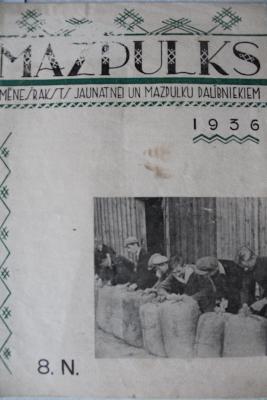 MAZPULKS
MĒNEŠRAKSTS JAUNATNEI UN MAZPULKU DALĪBNIEKIEM
1936
8. N.